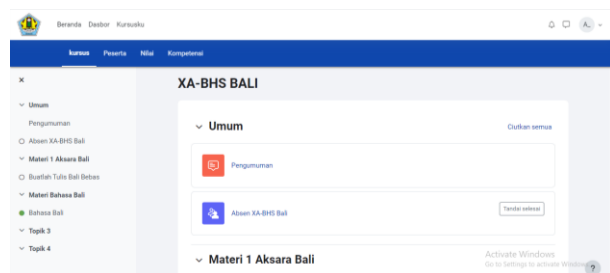 Beranda Dasbor Kursusku
A,
kursus Peserta Nilai Kompetensi
XA-BHS BALI
Umum
Pengumuman
Absen XA-BHS Bali
Materi 1 Aksara Bali
Buatlah Tulis Bali Bebas
Materi Bahasa Bali
Bahasa Bali
Topik 3
Topik 4
Umum
Ciutkan semua
Pengumuman
Absen XA-BHS Bali
Tandai selesai
Materi 1 Aksara Bali
Activate Windows
Go to Settings to activate Windows
?